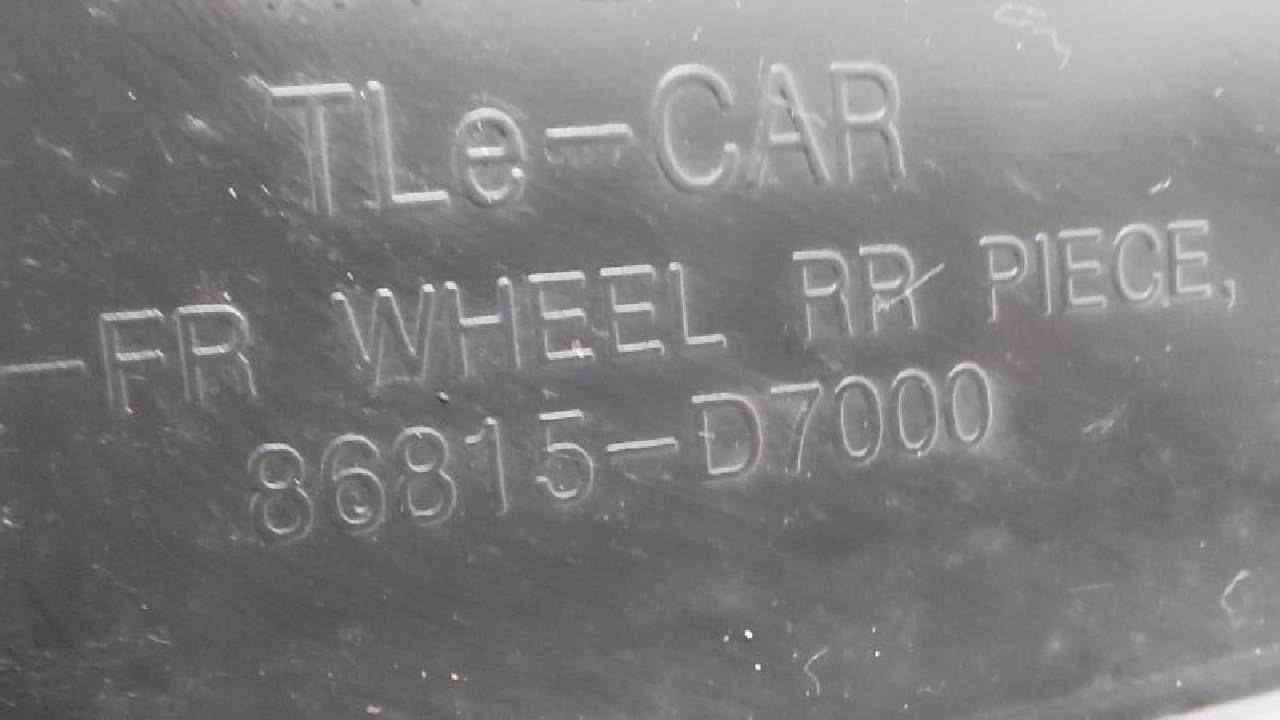 TLe-CAR
-FR WHEEL RR PIECE,
86815-D7000